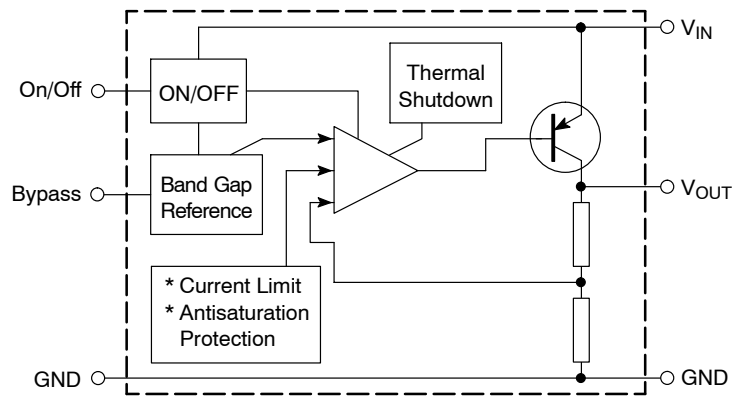 V_IN
Thermal
Shutdown
On/Off
ON/OFF
Band Gap
Reference
Bypass
V_OUT
* Current Limit
* Antisaturation
Protection
GND
GND